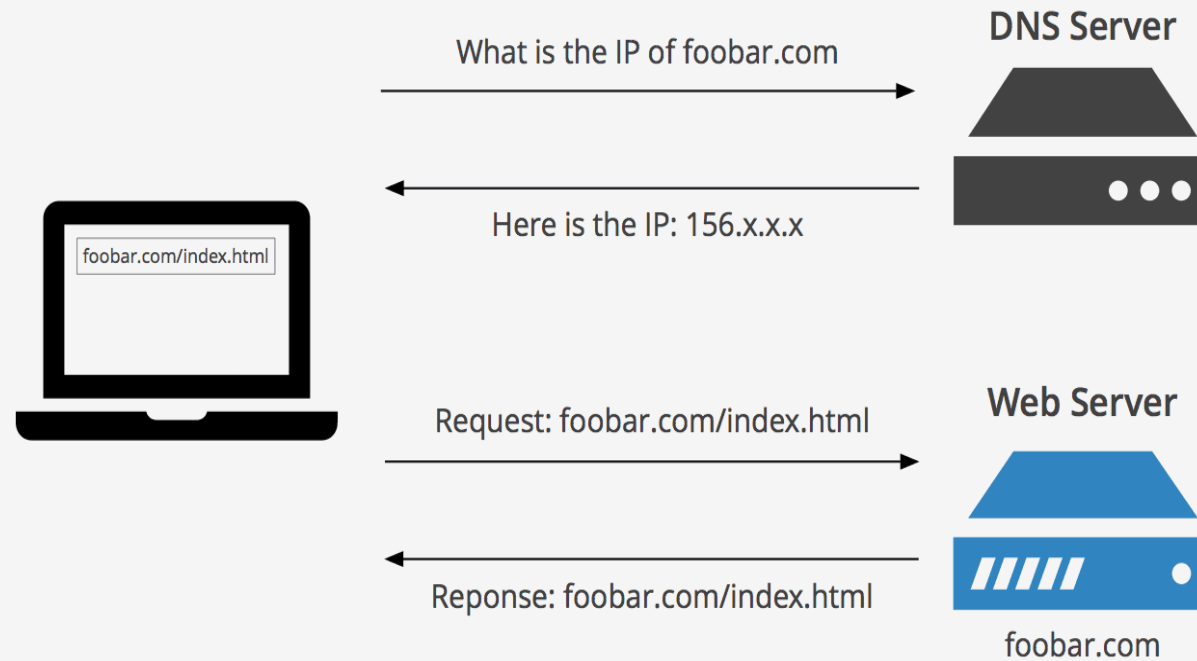 DNS Server
What is the IP of foobar.com
Here is the IP: 156.x.x.x
foobar.com/index.html
Web Server
Request: foobar.com/index.html
Reponse: foobar.com/index.html
foobar.com